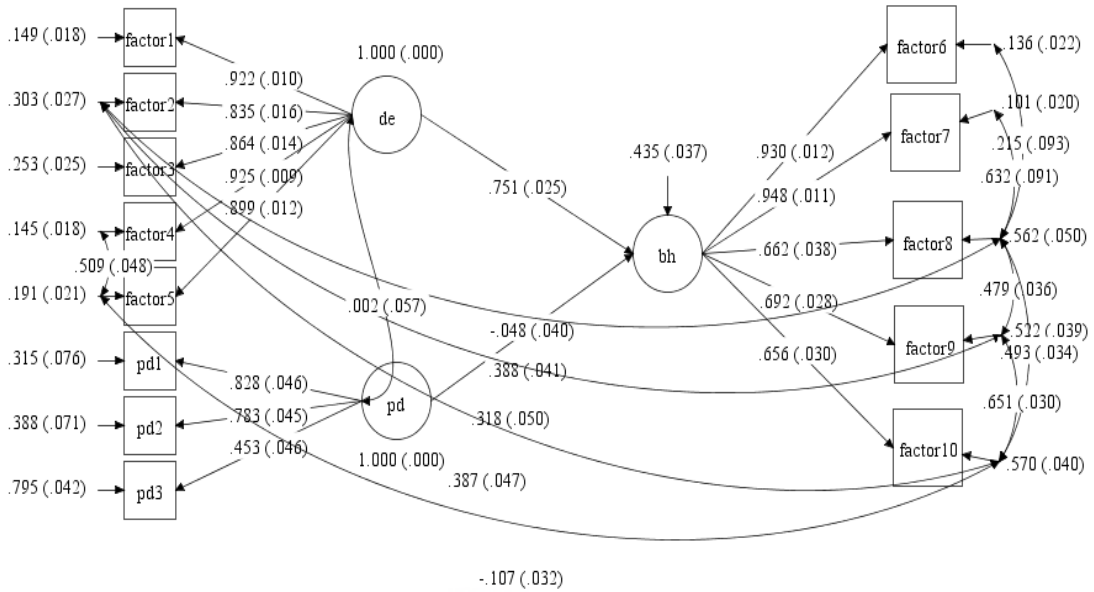 .149 (.018)
factor1
.303 (.027)
factor2
.253 (.025)
factor3
.145 (.018)
factor4
.509 (.048)
.191 (.021)
factor5
.315 (.076)
pd1
.388 (.071)
pd2
.795 (.042)
pd3
.922 (.010)
.835 (.016)
.864 (.014)
.925 (.009)
.899 (.012)
.828 (.046)
.783 (.045)
.453 (.046)
1.000 (.000)
de
.002 (.057)
pd
1.000 (.000)
.751 (.025)
-.048 (.040)
.388 (.041)
.318 (.050)
.387 (.047)
-.107 (.032)
.435 (.037)
bh
.930 (.012)
.948 (.011)
.662 (.038)
.692 (.028)
.656 (.030)
factor6
.136 (.022)
factor7
.101 (.020)
.215 (.093)
.632 (.091)
factor8
.562 (.050)
.479 (.036)
factor9
.522 (.039)
.493 (.034)
.651 (.030)
factor10
.570 (.040)